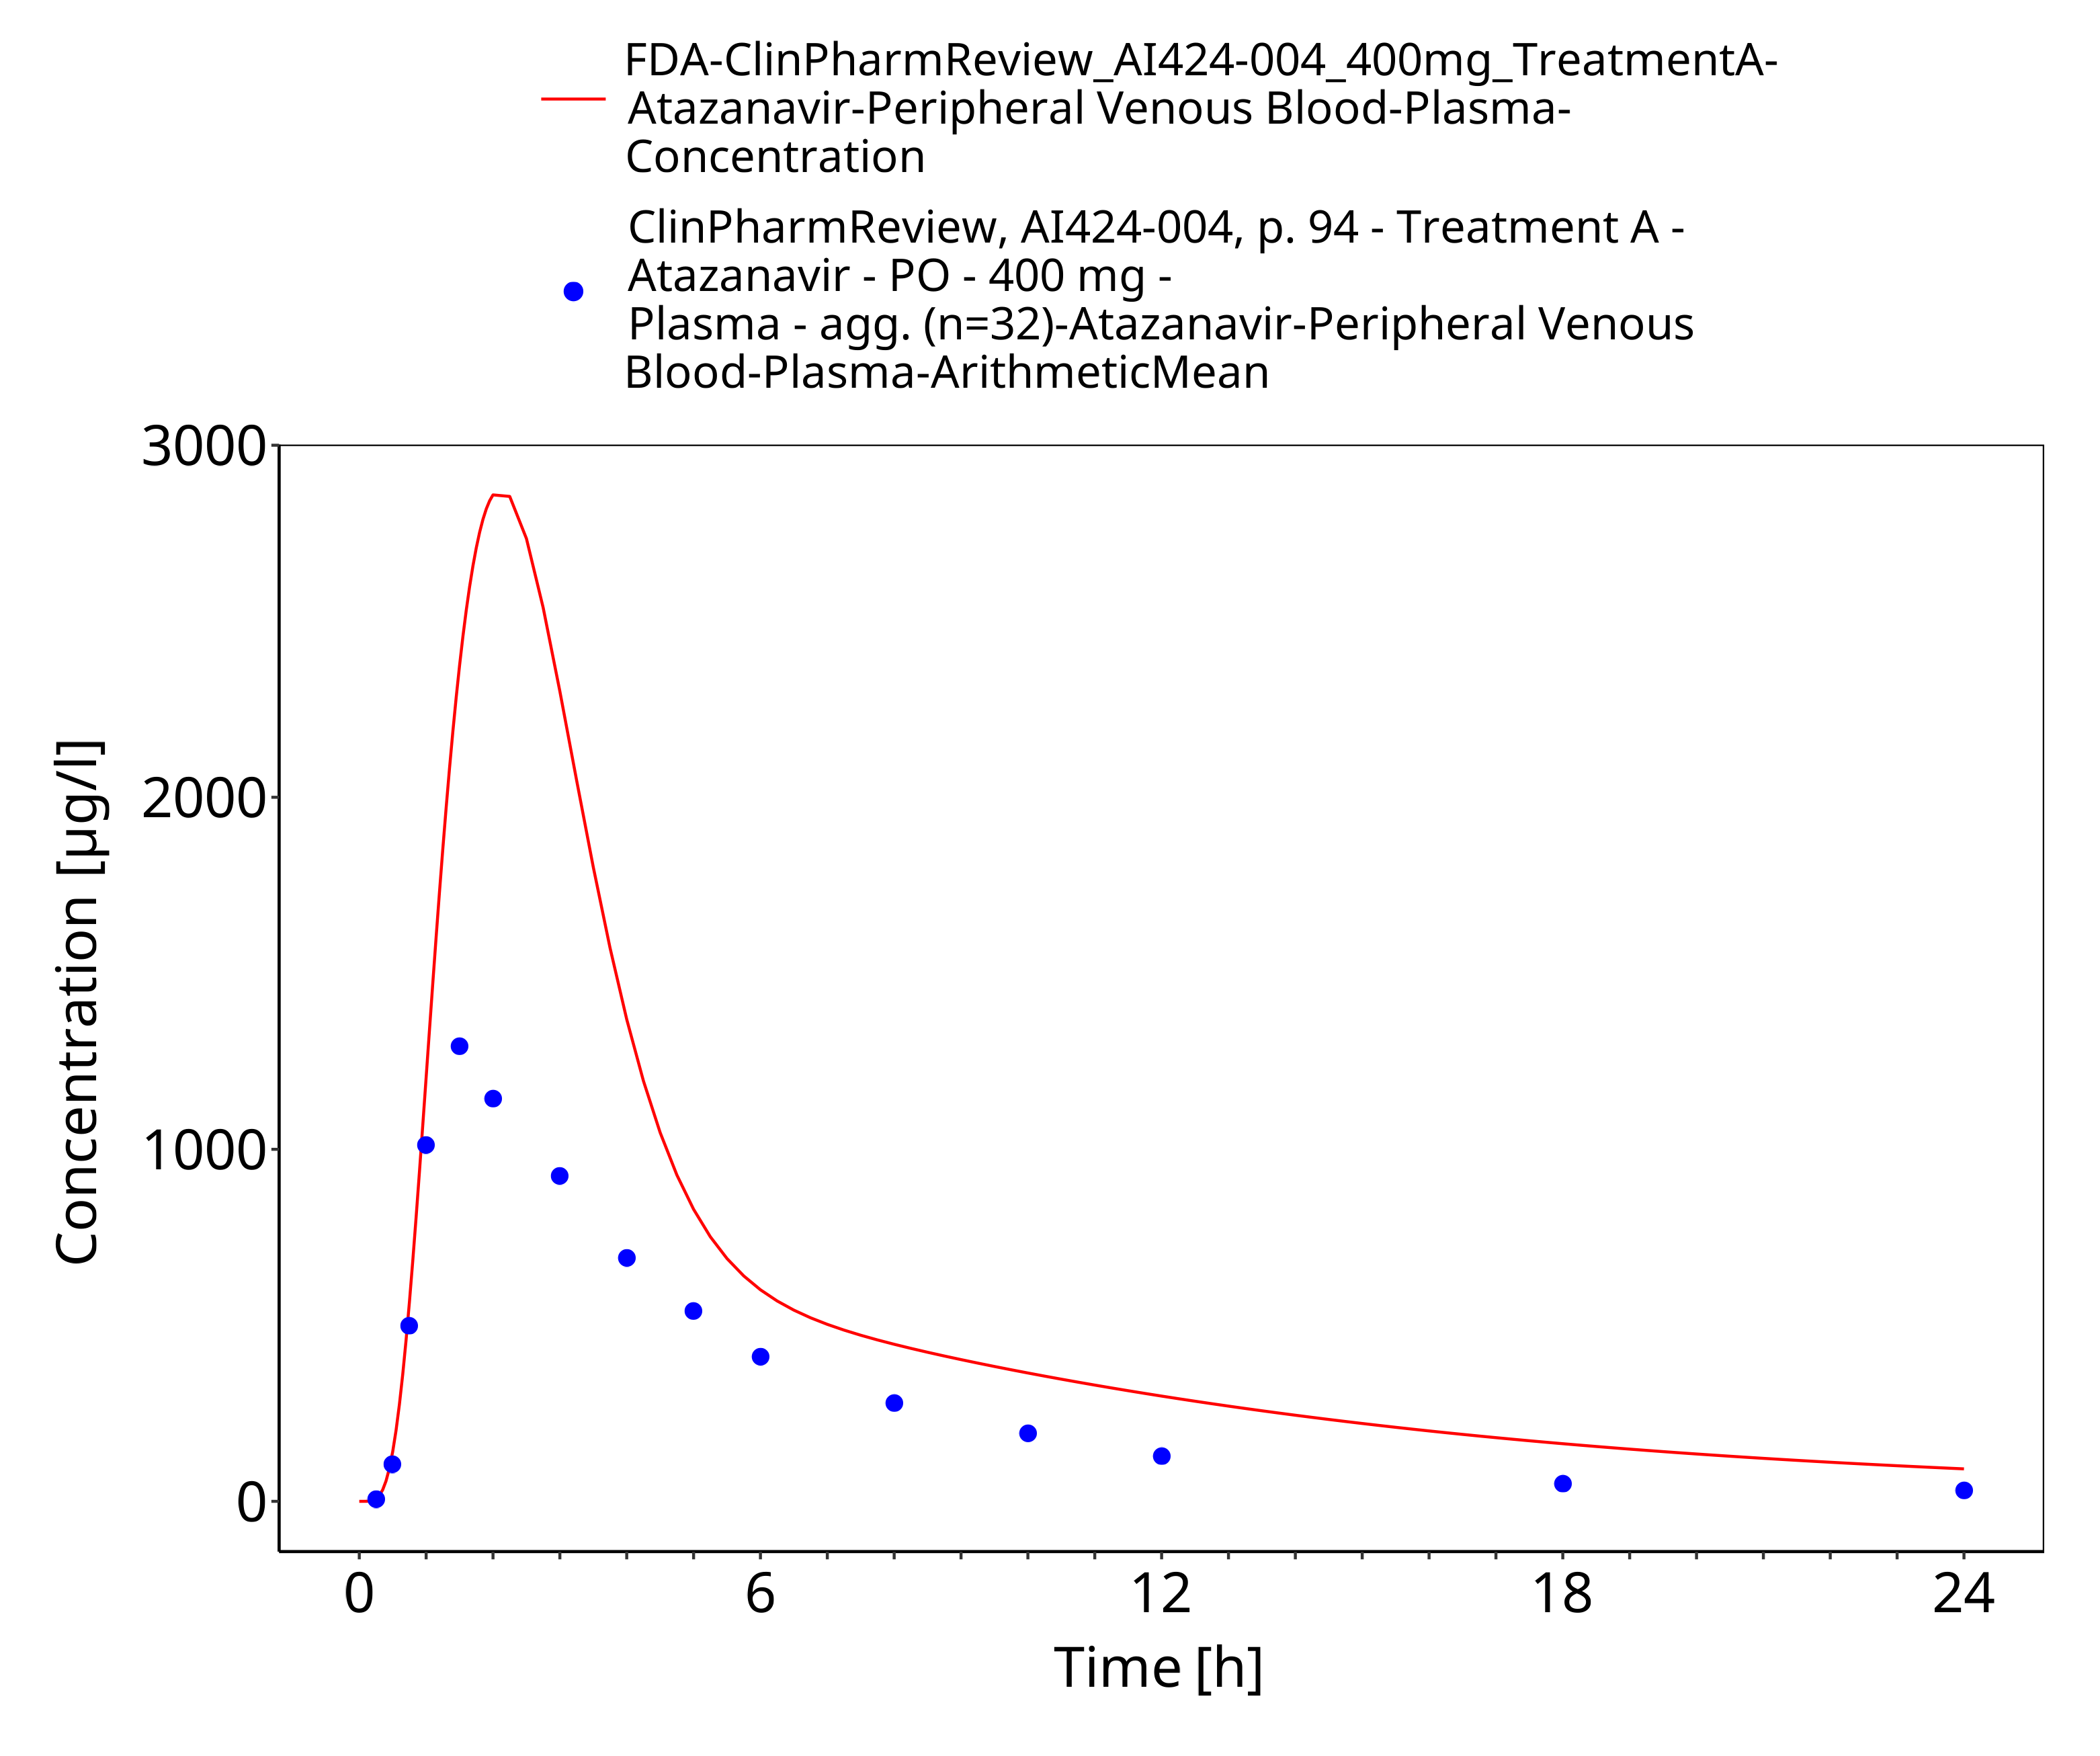 FDA-ClinPharmReview_AI424-004_400mg_TreatmentA-
Atazanavir-Peripheral Venous Blood-Plasma-
Concentration
ClinPharmReview, AI424-004, p. 94 - Treatment A -
Atazanavir - PO - 400 mg -
Plasma - agg. (n=32)-Atazanavir-Peripheral Venous
Blood-Plasma-ArithmeticMean
3000
2000
1000
0
Concentration [µg/l]
0 6 12 18 24
Time [h]